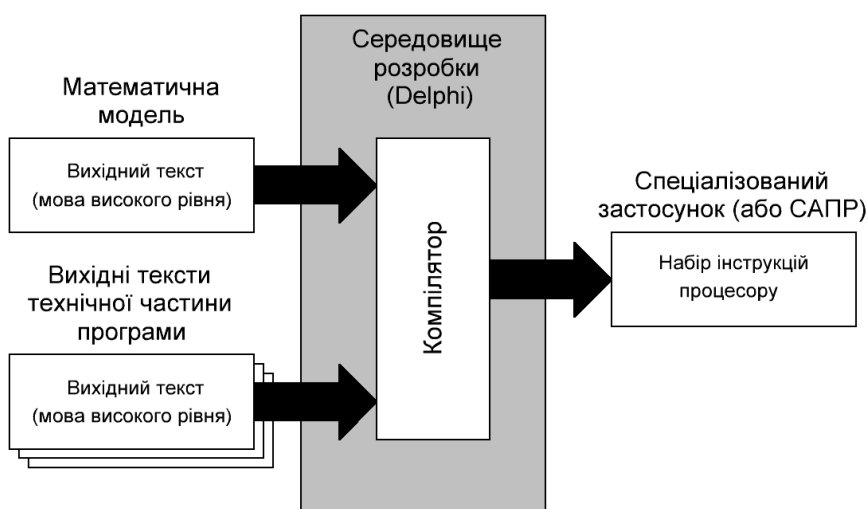 Середовище
розробки
(Delphi)
Математична
модель
Вихідний текст
(мова високого рівня)
Компілятор
Спеціалізований
застосунок (або САПР)
Набір інструкцій
процесору
Вихідні тексти
технічної частини
програми
Вихідний текст
(мова високого рівня)